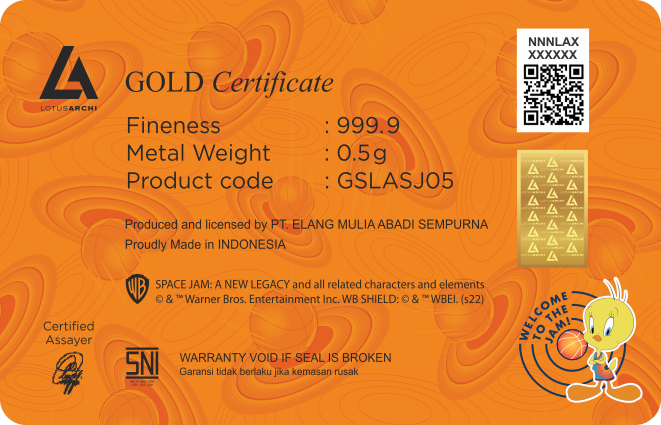 NNNLAX
XXXXXX
LOTUSARCHI
GOLD Certificate
Fineness : 999.9
Metal Weight : 0.5g
Product code : GSLASJ05
Produced and licensed by PT. ELANG MULIA ABADI SEMPURNA
Proudly Made in INDONESIA
WB
SPACE JAM: A NEW LEGACY and all related characters and elements
© & ™ Warner Bros. Entertainment Inc. WB SHIELD: © & ™ WBEI. (s22)
WELCOME
TO THE
JAM!
Certified
Assayer
SNI
WARRANTY VOID IF SEAL IS BROKEN
Garansi tidak berlaku jika kemasan rusak